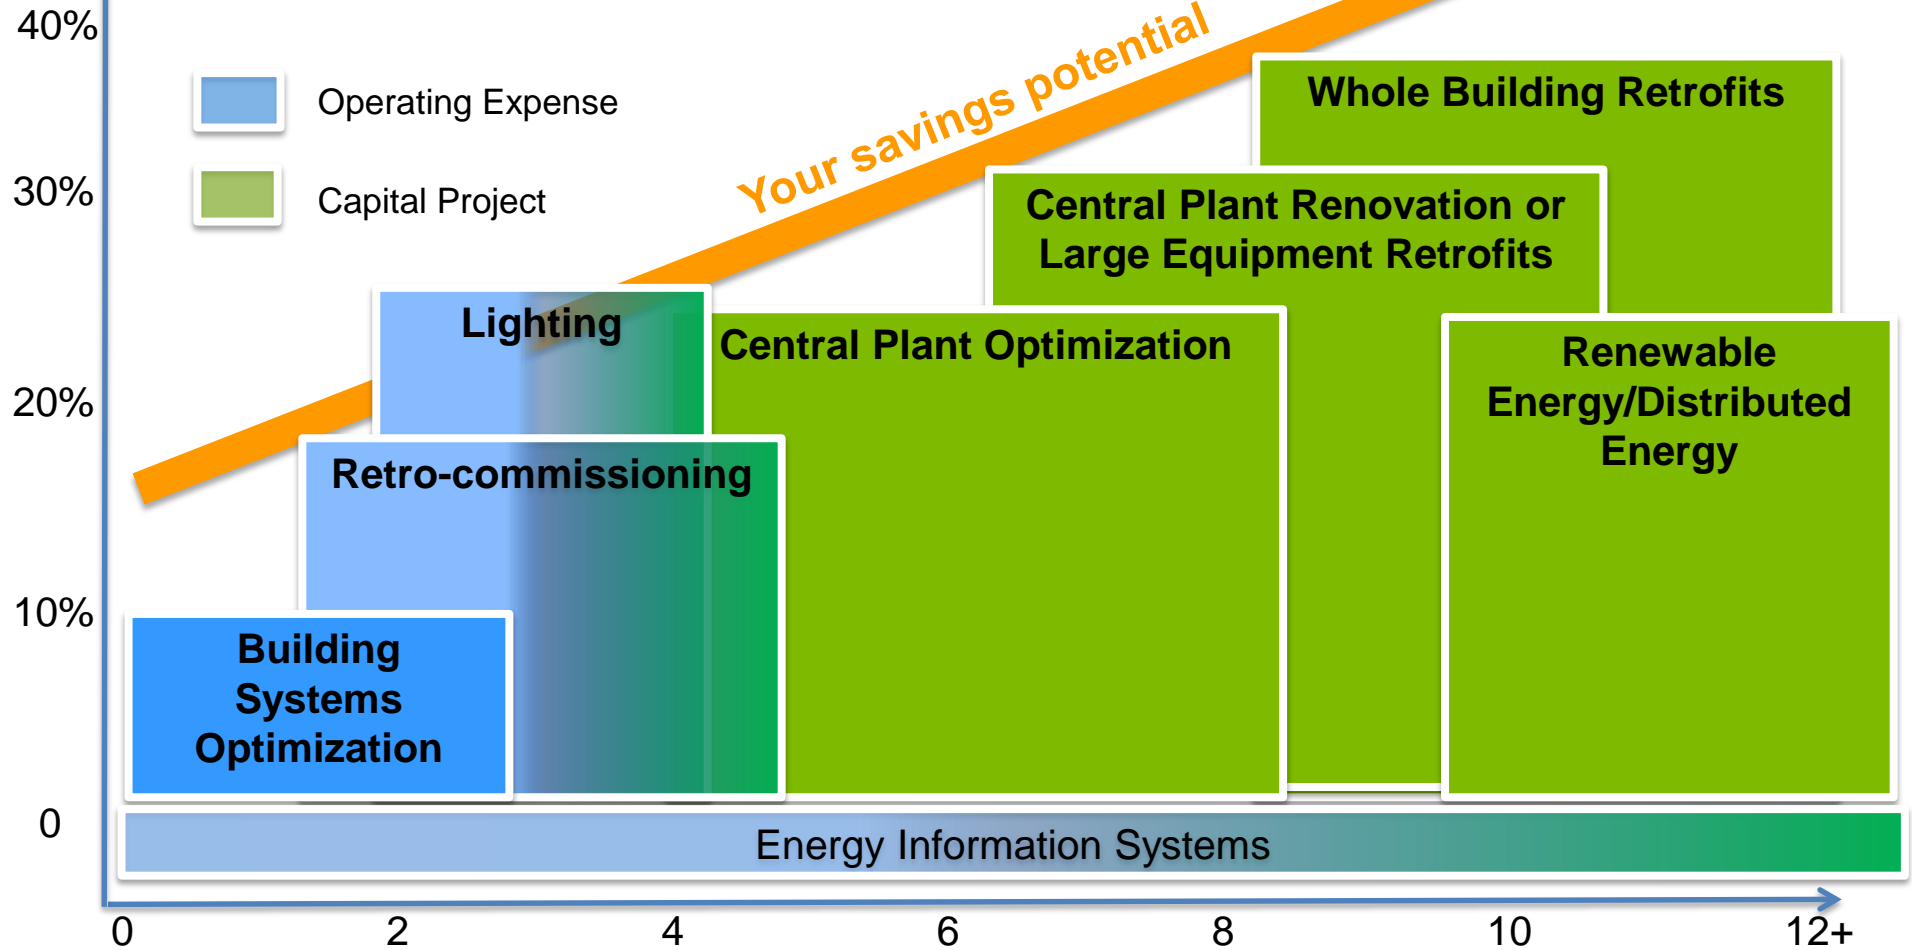 40%
30%
20%
10%
0
Operating Expense
Capital Project
Your savings potential
Whole Building Retrofits
Central Plant Renovation or
Large Equipment Retrofits
Lighting
Central Plant Optimization
Renewable
Energy/Distributed
Energy
Retro-commissioning
Building
Systems
Optimization
Energy Information Systems
0 2 4 6 8 10 12+